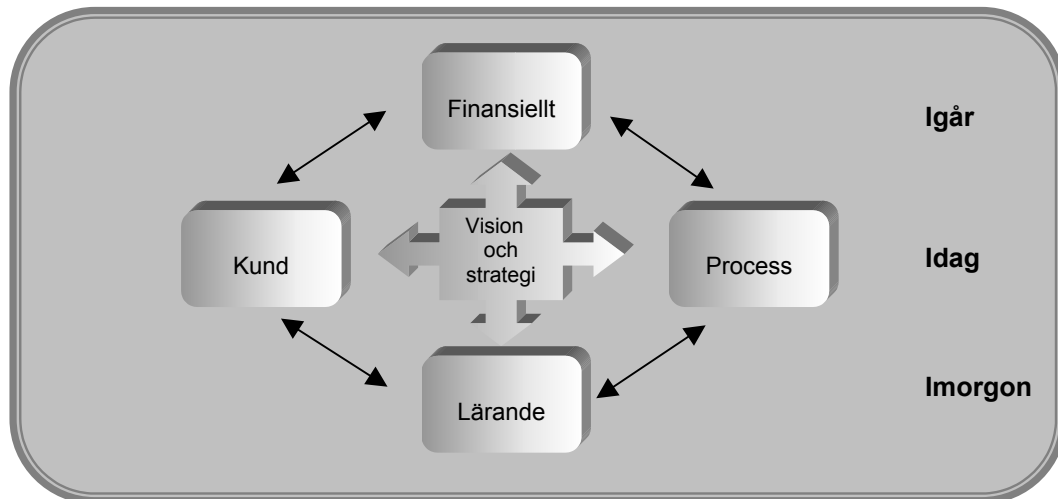 Finansiellt
Igår
Kund
Vision
och
strategi
Process
Idag
Lärande
Imorgon